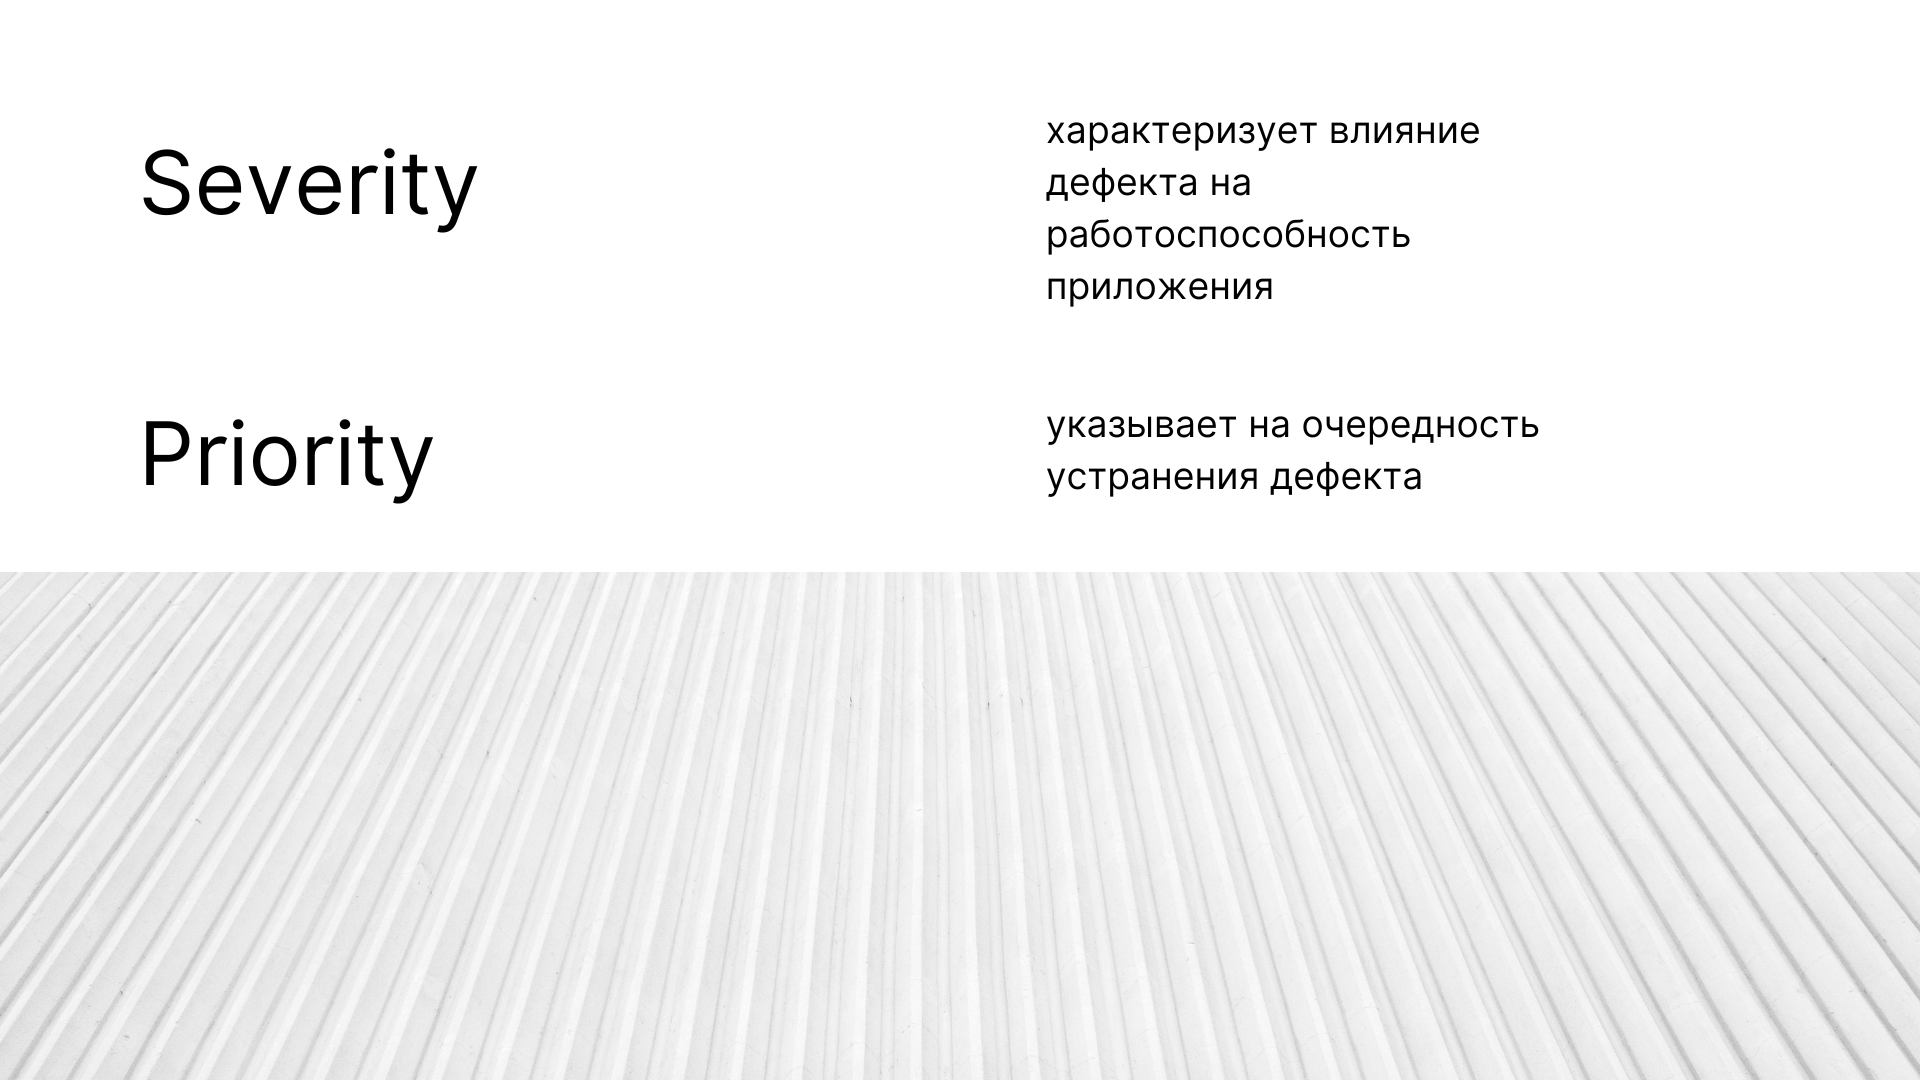 Severity
характеризует влияние
дефекта на
работоспособность
приложения
Priority
указывает на очередность
устранения дефекта